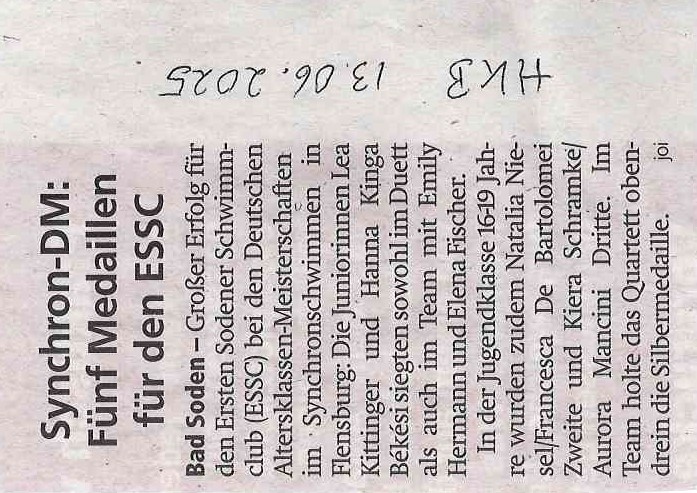 Synchron-DM:
Fünf Medaillen
für den ESSC
Bad Soden – Großer Erfolg für
den Ersten Sodener Schwimm-
club (ESSC) bei den Deutschen
Altersklassen-Meisterschaften
im Synchronschwimmen in
Flensburg: Die Juniorinnen Lea
Kittinger und Hanna Kinga
Békési siegten sowohl im Duett
als auch im Team mit Emily
Hermann und Elena Fischer.
In der Jugendklasse 16-19 Jah-
re wurden zudem Natalia Nie-
sel/Francesca De Bartolomei
Zweite und Kiera Schramke/
Aurora Mancini Dritte. Im
Team holte das Quartett oben-
drein die Silbermedaille. joi
HKB 13.06.2025